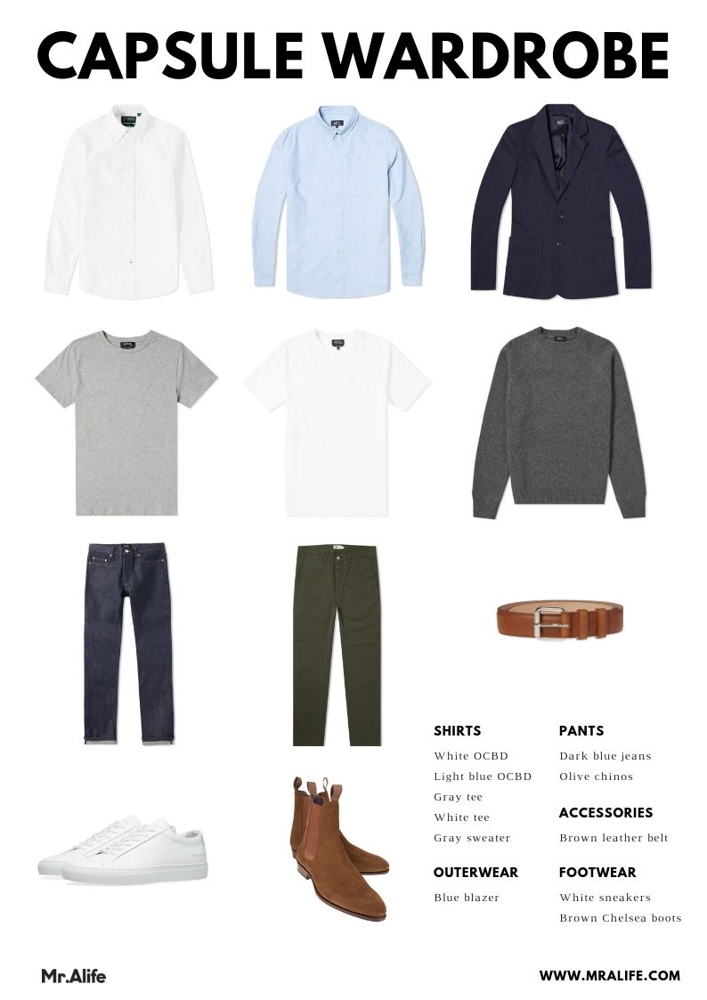 CAPSULE WARDROBE
SHIRTS
White OCBD
Light blue OCBD
Gray tee
White tee
Gray sweater
OUTERWEAR
Blue blazer
PANTS
Dark blue jeans
Olive chinos
ACCESSORIES
Brown leather belt
FOOTWEAR
White sneakers
Brown Chelsea boots
Mr.Alife
WWW.MRALIFE.COM